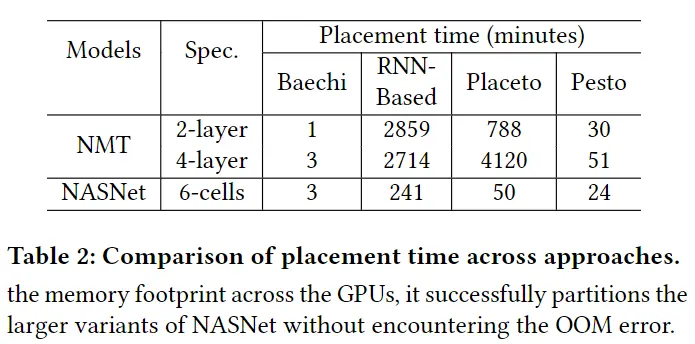 Models Spec. Placement time (minutes)
Baechi RNN-Based Placeto Pesto
NMT 2-layer 1 2859 788 30
4-layer 3 2714 4120 51
NASNet 6-cells 3 241 50 24
Table 2: Comparison of placement time across approaches.
the memory footprint across the GPUs, it successfully partitions the
larger variants of NASNet without encountering the OOM error.